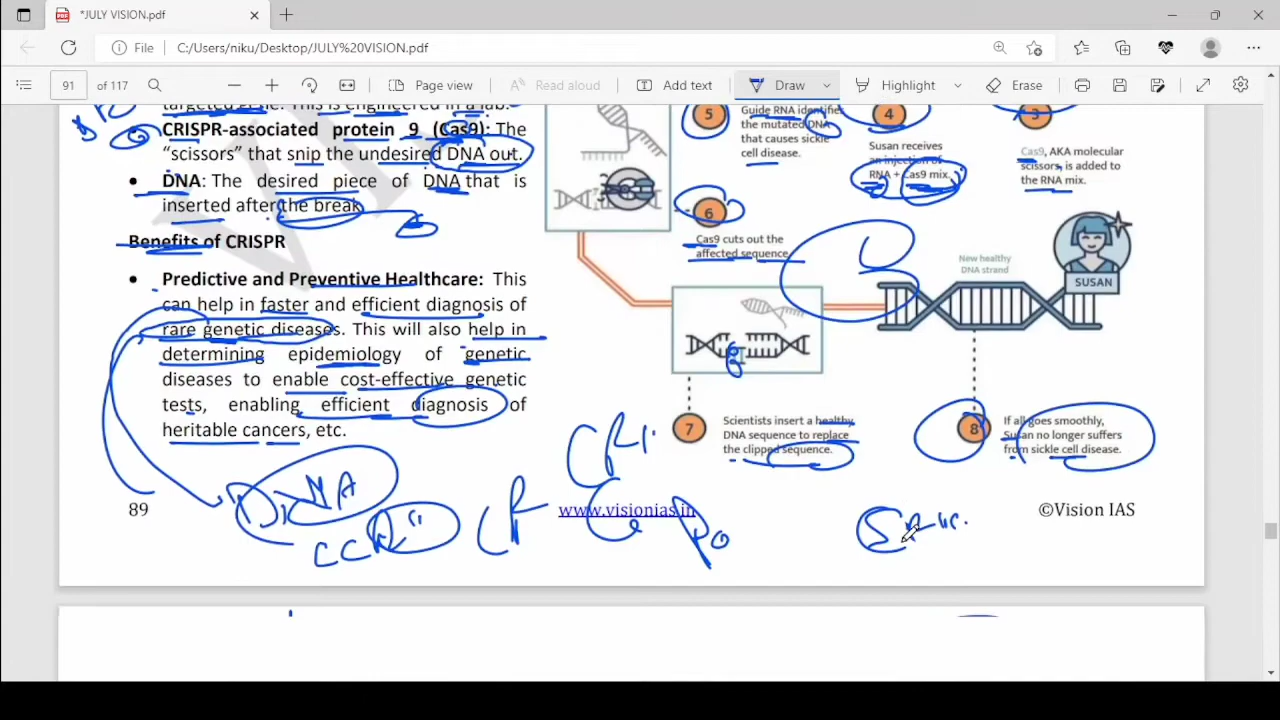 *JULY VISION.pdf
File
C:/Users/niku/Desktop/JULY%20VISION.pdf
91 of 117
Page view
Read aloud
Add text
Draw
Highlight
Erase
This is engineered in a lab.
CRISPR-associated protein 9 (Cas9): The
“scissors” that snip the undesired DNA out.
DNA: The desired piece of DNA that is
inserted after the break
Benefits of CRISPR
Predictive and Preventive Healthcare: This
can help in faster and efficient diagnosis of
rare genetic diseases. This will also help in
determining epidemiology of genetic
diseases to enable cost-effective genetic
tests, enabling efficient diagnosis of
heritable cancers, etc.
5
Guide RNA identifies
the mutated DNA
that causes sickle
cell disease.
4
Susan receives
an injection of
RNA + Cas9 mix.
3
Cas9, AKA molecular
scissors, is added to
the RNA mix.
6
Cas9 cuts out the
affected sequence.
New healthy
DNA strand
SUSAN
7
Scientists insert a healthy
DNA sequence to replace
the clipped sequence.
8
If all goes smoothly,
Susan no longer suffers
from sickle cell disease.
89
www.visionias.in
©Vision IAS